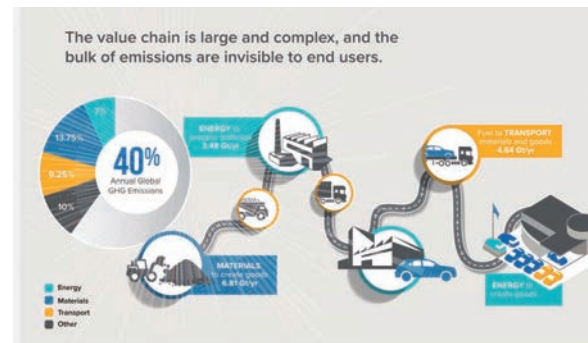 The value chain is large and complex, and the
bulk of emissions are invisible to end users.
7%
13.75%
9.25%
10%
40%
Annual Global
GHG Emissions
ENERGY to
3.48 Gt/yr
Fuel to TRANSPORT
materials and goods
4.64 Gt/yr
MATERIALS
to create goods
6.81 Gt/yr
ENERGY to
create goods
Energy
Materials
Transport
Other